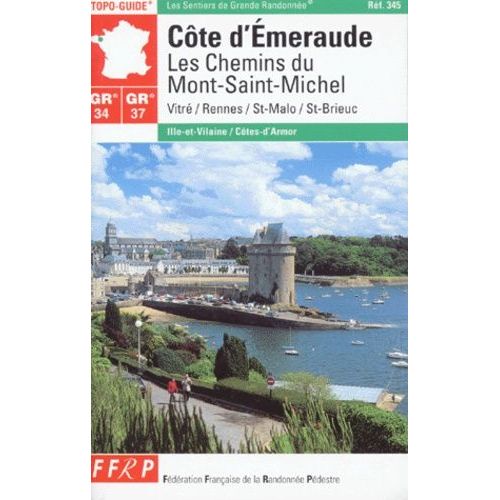 TOPO-GUIDE®
Les Sentiers de Grande Randonnée®
Réf. 345
Côte d'Émeraude
Les Chemins du
Mont-Saint-Michel
Vitré / Rennes / St-Malo / St-Brieuc
GR® 34
GR® 37
Ille-et-Vilaine / Côtes-d'Armor
FFRP
Fédération Française de la Randonnée Pédestre